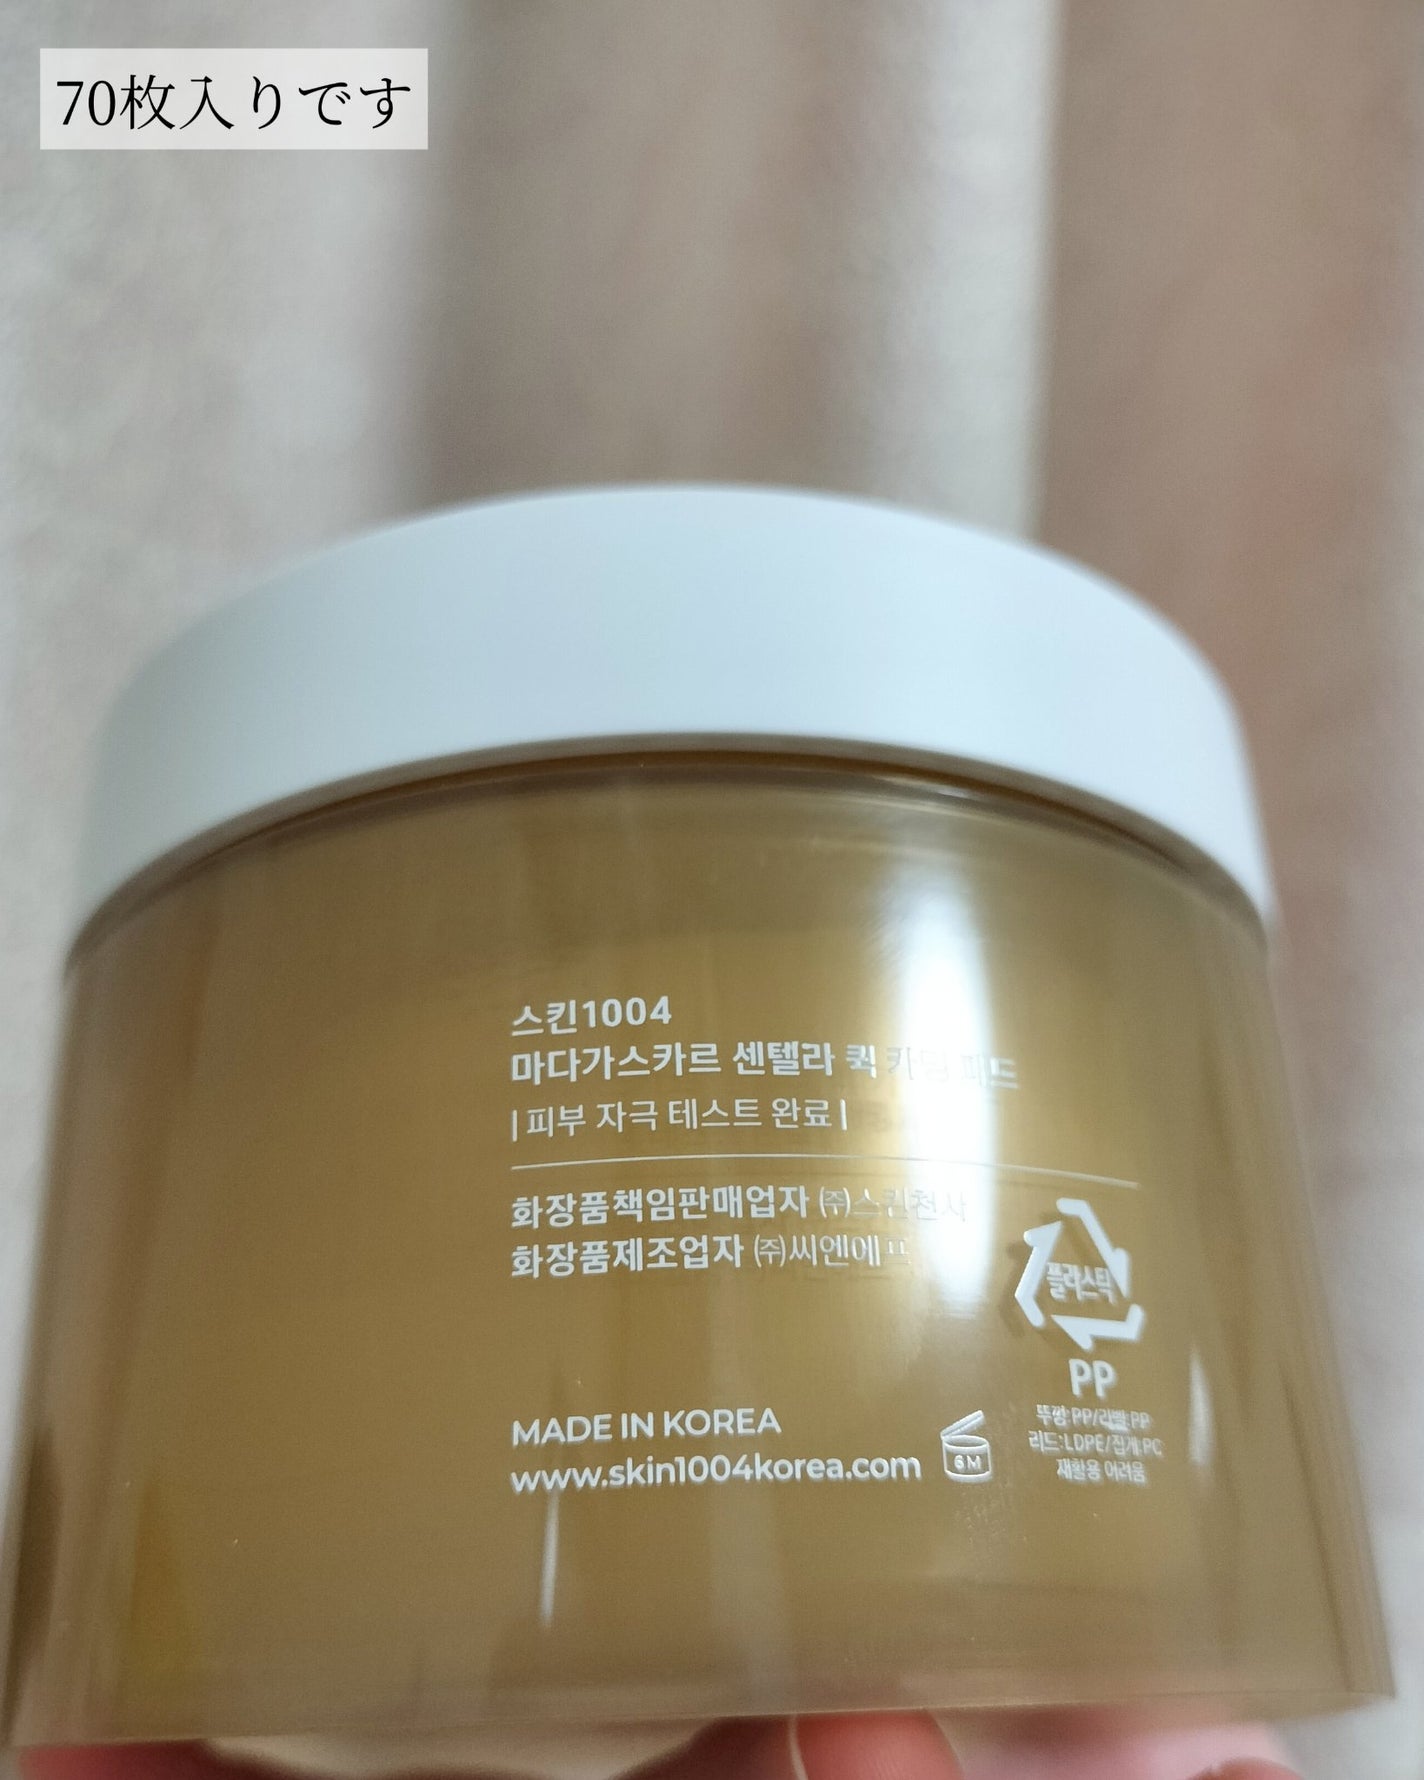 70枚入りです
스킨1004
마다가스카르 센텔라 퀵 카밍 패드
| 피부 자극 테스트 완료 |
화장품책임판매업자 ㈜스킨천사
화장품제조업자 ㈜씨엔에프
플라스틱
PP
뚜껑:PP/라벨:PP
리드:LDPE/집게:PC
재활용 어려움
MADE IN KOREA
www.skin1004korea.com
6M